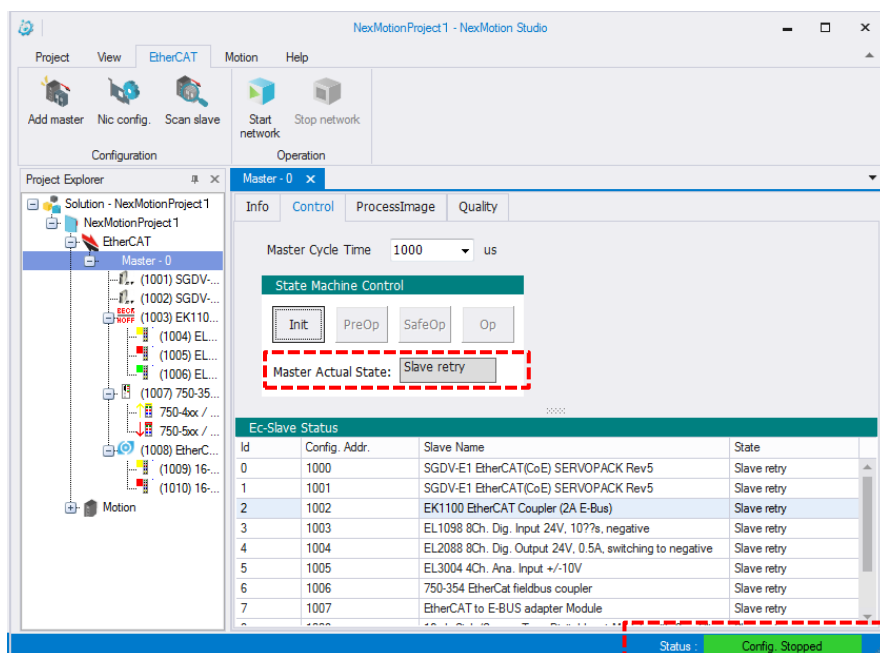 NexMotionProject1 - NexMotion Studio
Project View EtherCAT Motion Help
Add master Nic config. Scan slave Start network Stop network
Configuration Operation
Project Explorer
Master - 0
Solution - NexMotionProject1
NexMotionProject1
EtherCAT
Master - 0
(1001) SGDV-...
(1002) SGDV-...
BECK
HOFF (1003) EK110...
(1004) EL...
(1005) EL...
(1006) EL...
(1007) 750-35...
750-4xx / ...
750-5xx / ...
(1008) EtherC...
(1009) 16-...
(1010) 16-...
Motion
Info Control ProcessImage Quality
Master Cycle Time 1000 us
State Machine Control
Init PreOp SafeOp Op
Master Actual State: Slave retry
Ec-Slave Status
Id Config. Addr. Slave Name State
0 1000 SGDV-E1 EtherCAT(CoE) SERVOPACK Rev5 Slave retry
1 1001 SGDV-E1 EtherCAT(CoE) SERVOPACK Rev5 Slave retry
2 1002 EK1100 EtherCAT Coupler (2A E-Bus) Slave retry
3 1003 EL1098 8Ch. Dig. Input 24V, 10??s, negative Slave retry
4 1004 EL2088 8Ch. Dig. Output 24V, 0.5A, switching to negative Slave retry
5 1005 EL3004 4Ch. Ana. Input +/-10V Slave retry
6 1006 750-354 EtherCat fieldbus coupler Slave retry
7 1007 EtherCAT to E-BUS adapter Module Slave retry
Status : Config. Stopped